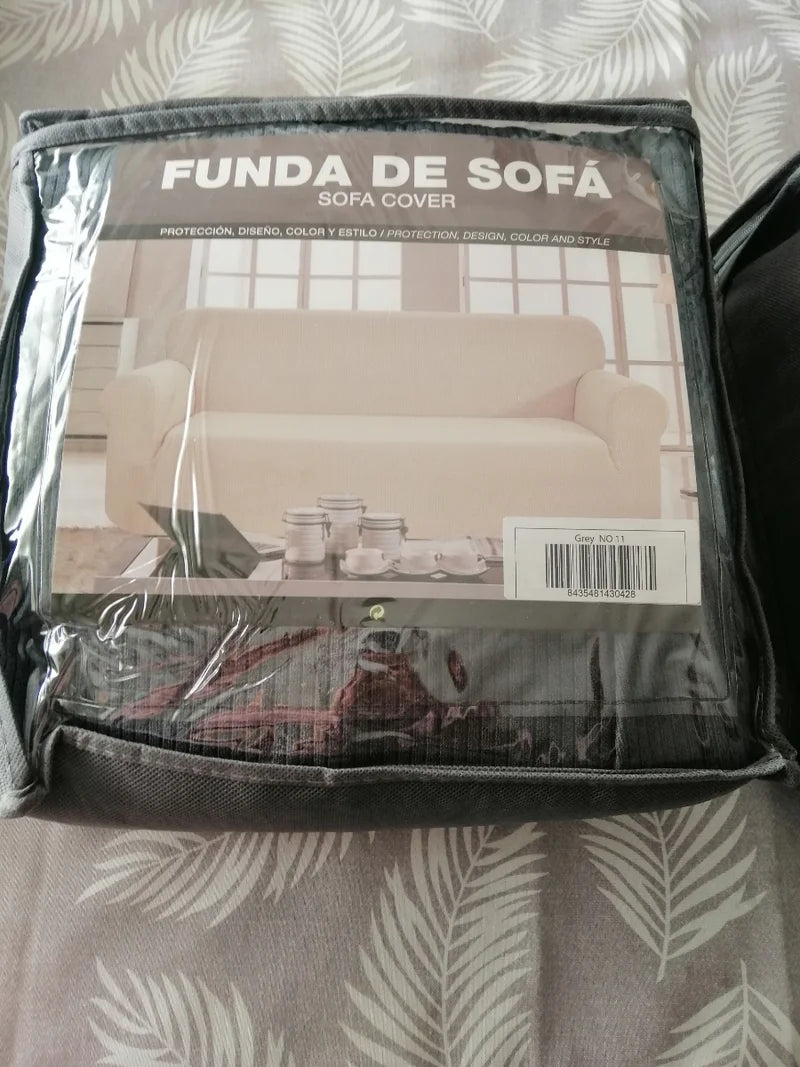 FUNDA DE SOFÁ
SOFA COVER
PROTECCIÓN, DISEÑO, COLOR Y ESTILO / PROTECTION, DESIGN, COLOR AND STYLE
Grey NO 11
8435481430428